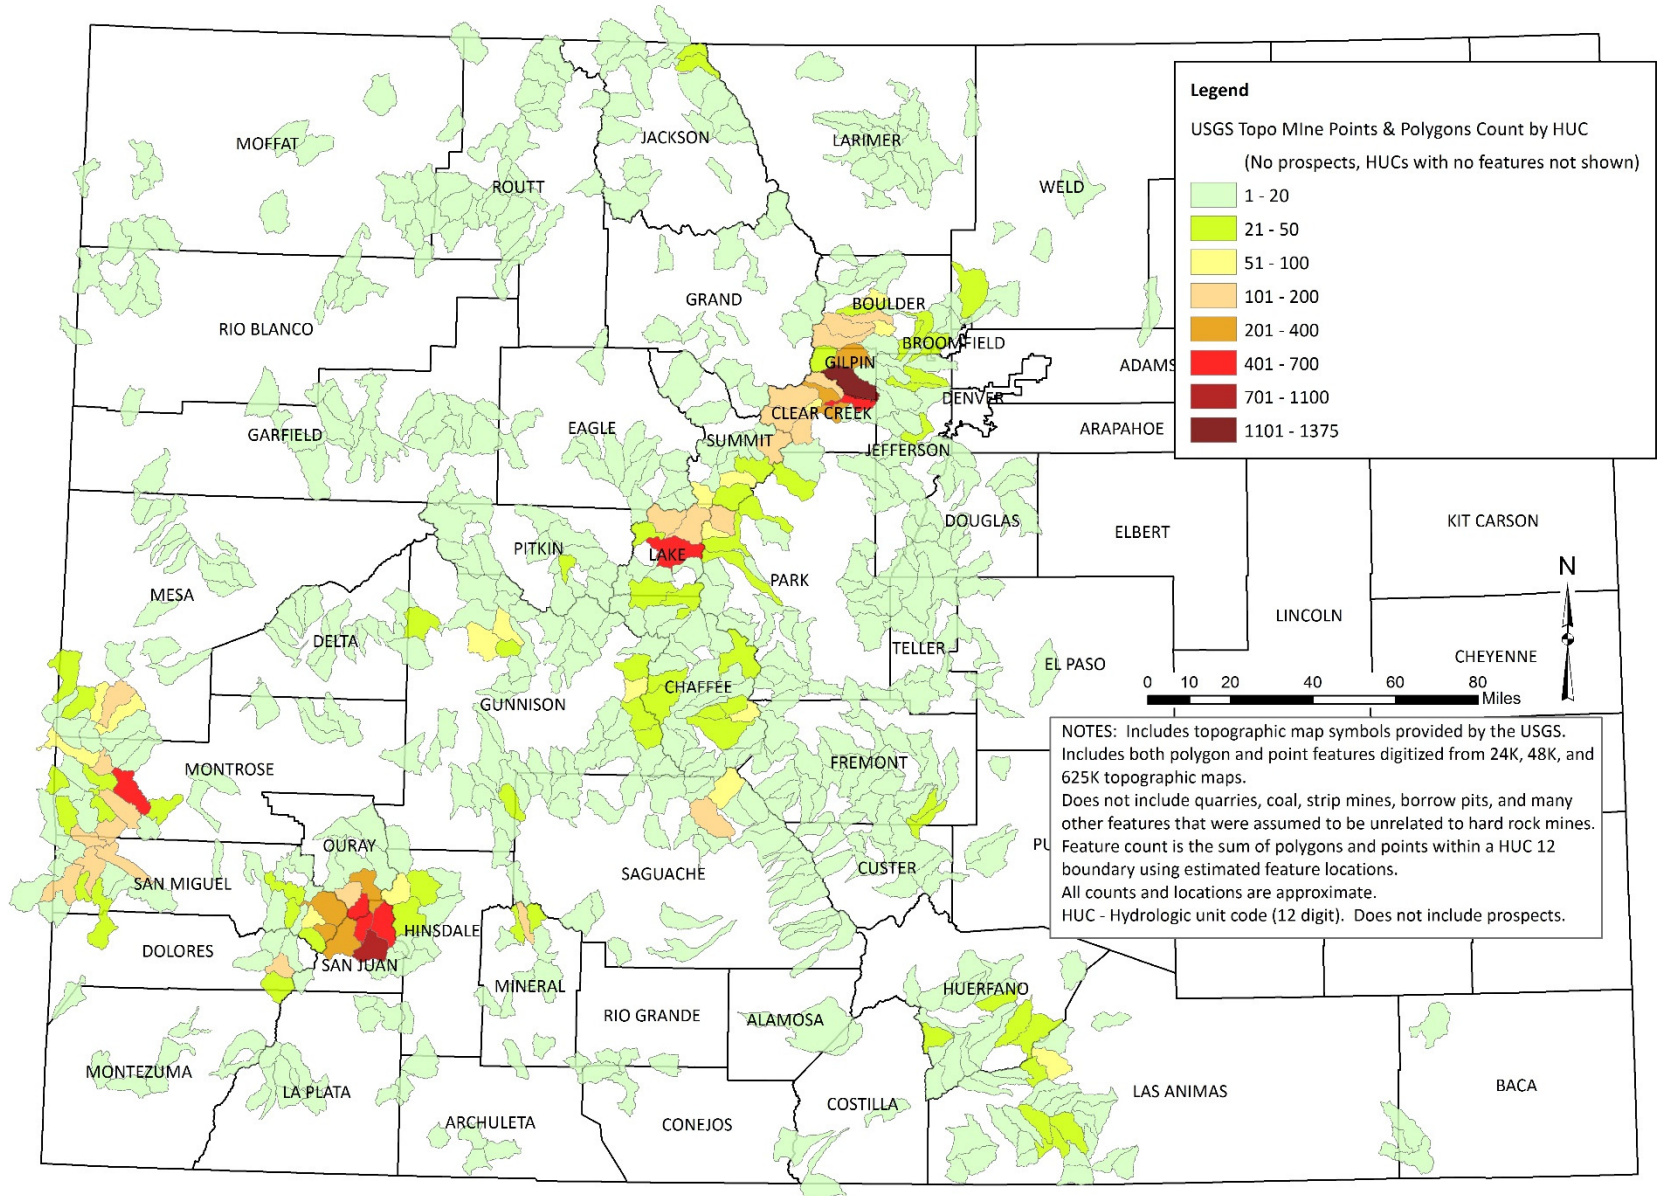 Legend
USGS Topo MIne Points & Polygons Count by HUC
(No prospects, HUCs with no features not shown)
1 - 20
21 - 50
51 - 100
101 - 200
201 - 400
401 - 700
701 - 1100
1101 - 1375
MOFFAT
ROUTT
JACKSON
LARIMER
WELD
RIO BLANCO
GRAND
BOULDER
BROOMFIELD
GILPIN
ADAMS
DENVER
CLEAR CREEK
ARAPAHOE
GARFIELD
EAGLE
SUMMIT
JEFFERSON
DOUGLAS
ELBERT
KIT CARSON
PITKIN
LAKE
PARK
MESA
LINCOLN
DELTA
TELLER
EL PASO
CHEYENNE
GUNNISON
CHAFFEE
N
0 10 20 40 60 80
Miles
MONTROSE
FREMONT
OURAY
SAGUACHE
CUSTER
PU
SAN MIGUEL
HINSDALE
DOLORES
SAN JUAN
MINERAL
HUERFANO
RIO GRANDE
ALAMOSA
MONTEZUMA
LA PLATA
ARCHULETA
CONEJOS
COSTILLA
LAS ANIMAS
BACA
NOTES: Includes topographic map symbols provided by the USGS.
Includes both polygon and point features digitized from 24K, 48K, and
625K topographic maps.
Does not include quarries, coal, strip mines, borrow pits, and many
other features that were assumed to be unrelated to hard rock mines.
Feature count is the sum of polygons and points within a HUC 12
boundary using estimated feature locations.
All counts and locations are approximate.
HUC - Hydrologic unit code (12 digit). Does not include prospects.